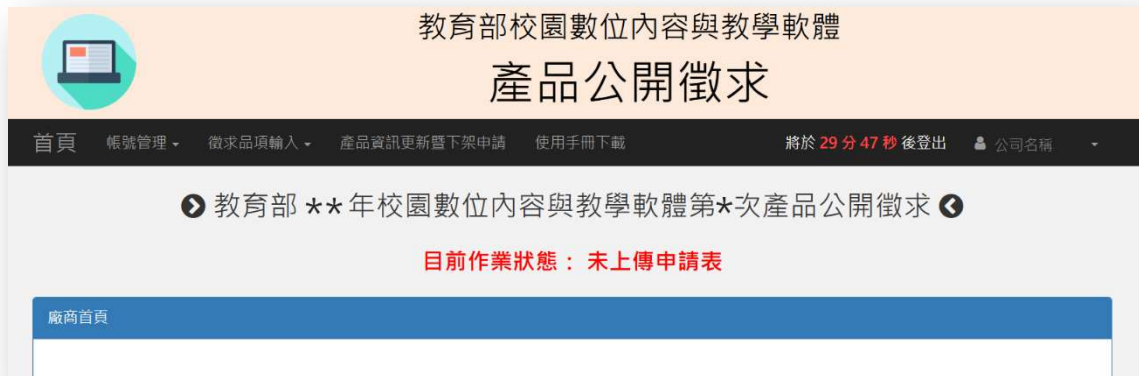 教育部校園數位內容與教學軟體
產品公開徵求
首頁 帳號管理 徵求品項輸入 產品資訊更新暨下架申請 使用手冊下載 將於 29 分 47 秒 後登出 公司名稱
教育部 ** 年校園數位內容與教學軟體第*次產品公開徵求
目前作業狀態： 未上傳申請表
廠商首頁